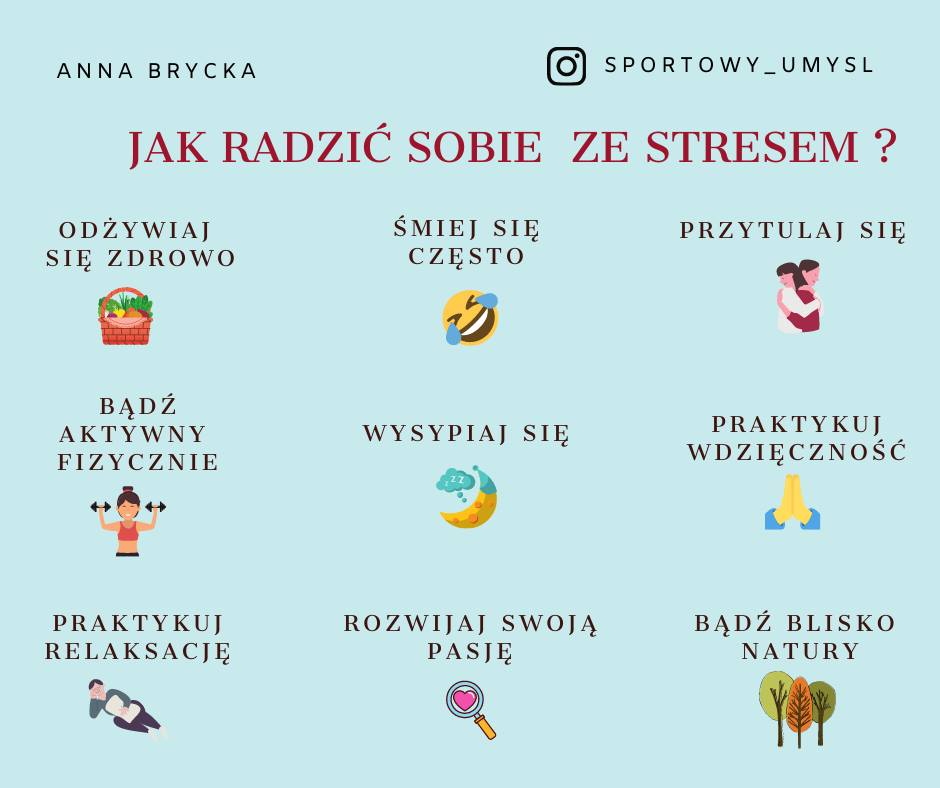 ANNA BRYCKA
SPORTOWY_UMYSL
JAK RADZIĆ SOBIE ZE STRESEM ?
ODŻYWIAJ
SIĘ ZDROWO
ŚMIEJ SIĘ
CZĘSTO
PRZYTULAJ SIĘ
BĄDŹ
AKTYWNY
FIZYCZNIE
WYSYPIAJ SIĘ
zzz
PRAKTYKUJ
WDZIĘCZNOŚĆ
PRAKTYKUJ
RELAKSACJĘ
ROZWIJAJ SWOJĄ
PASJĘ
BĄDŹ BLISKO
NATURY